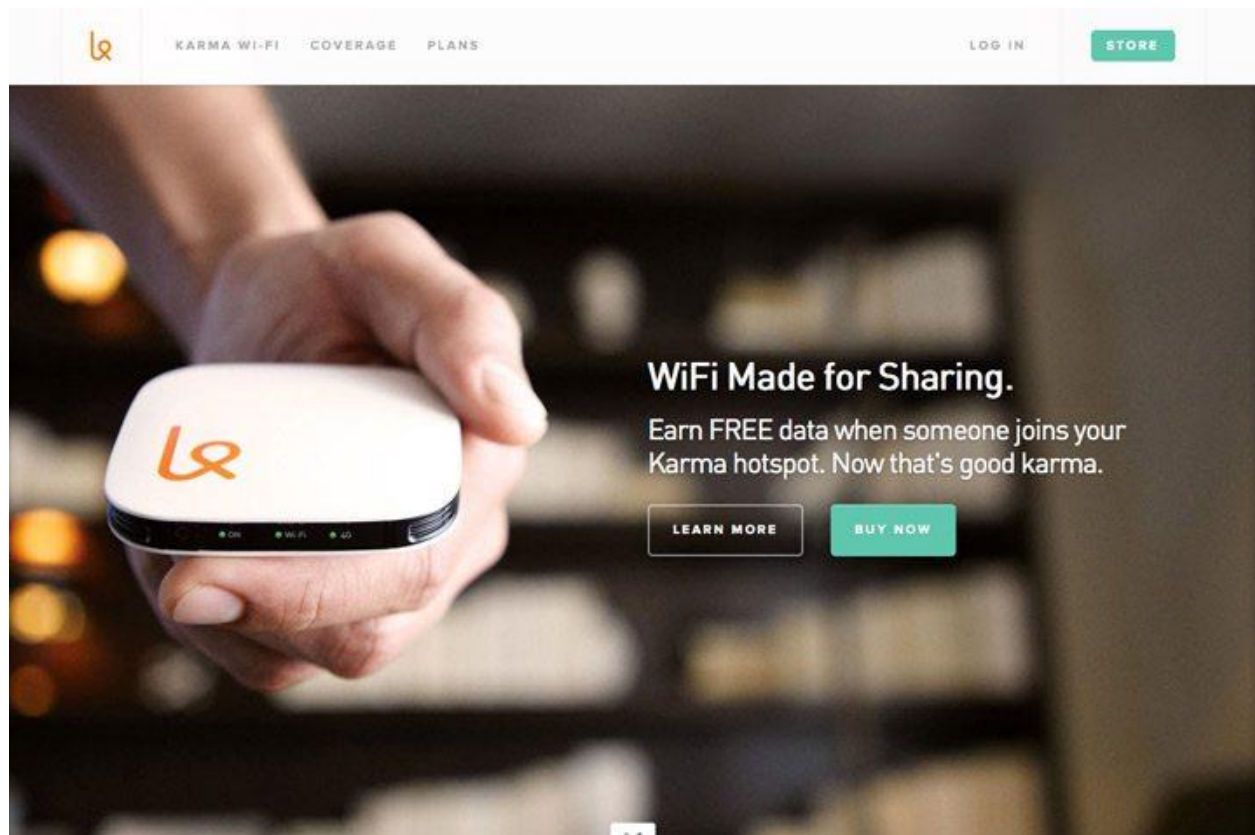 KARMA WI-FI COVERAGE PLANS LOG IN STORE
WiFi Made for Sharing.
Earn FREE data when someone joins your
Karma hotspot. Now that's good karma.
LEARN MORE BUY NOW
ON Wi-Fi 4G